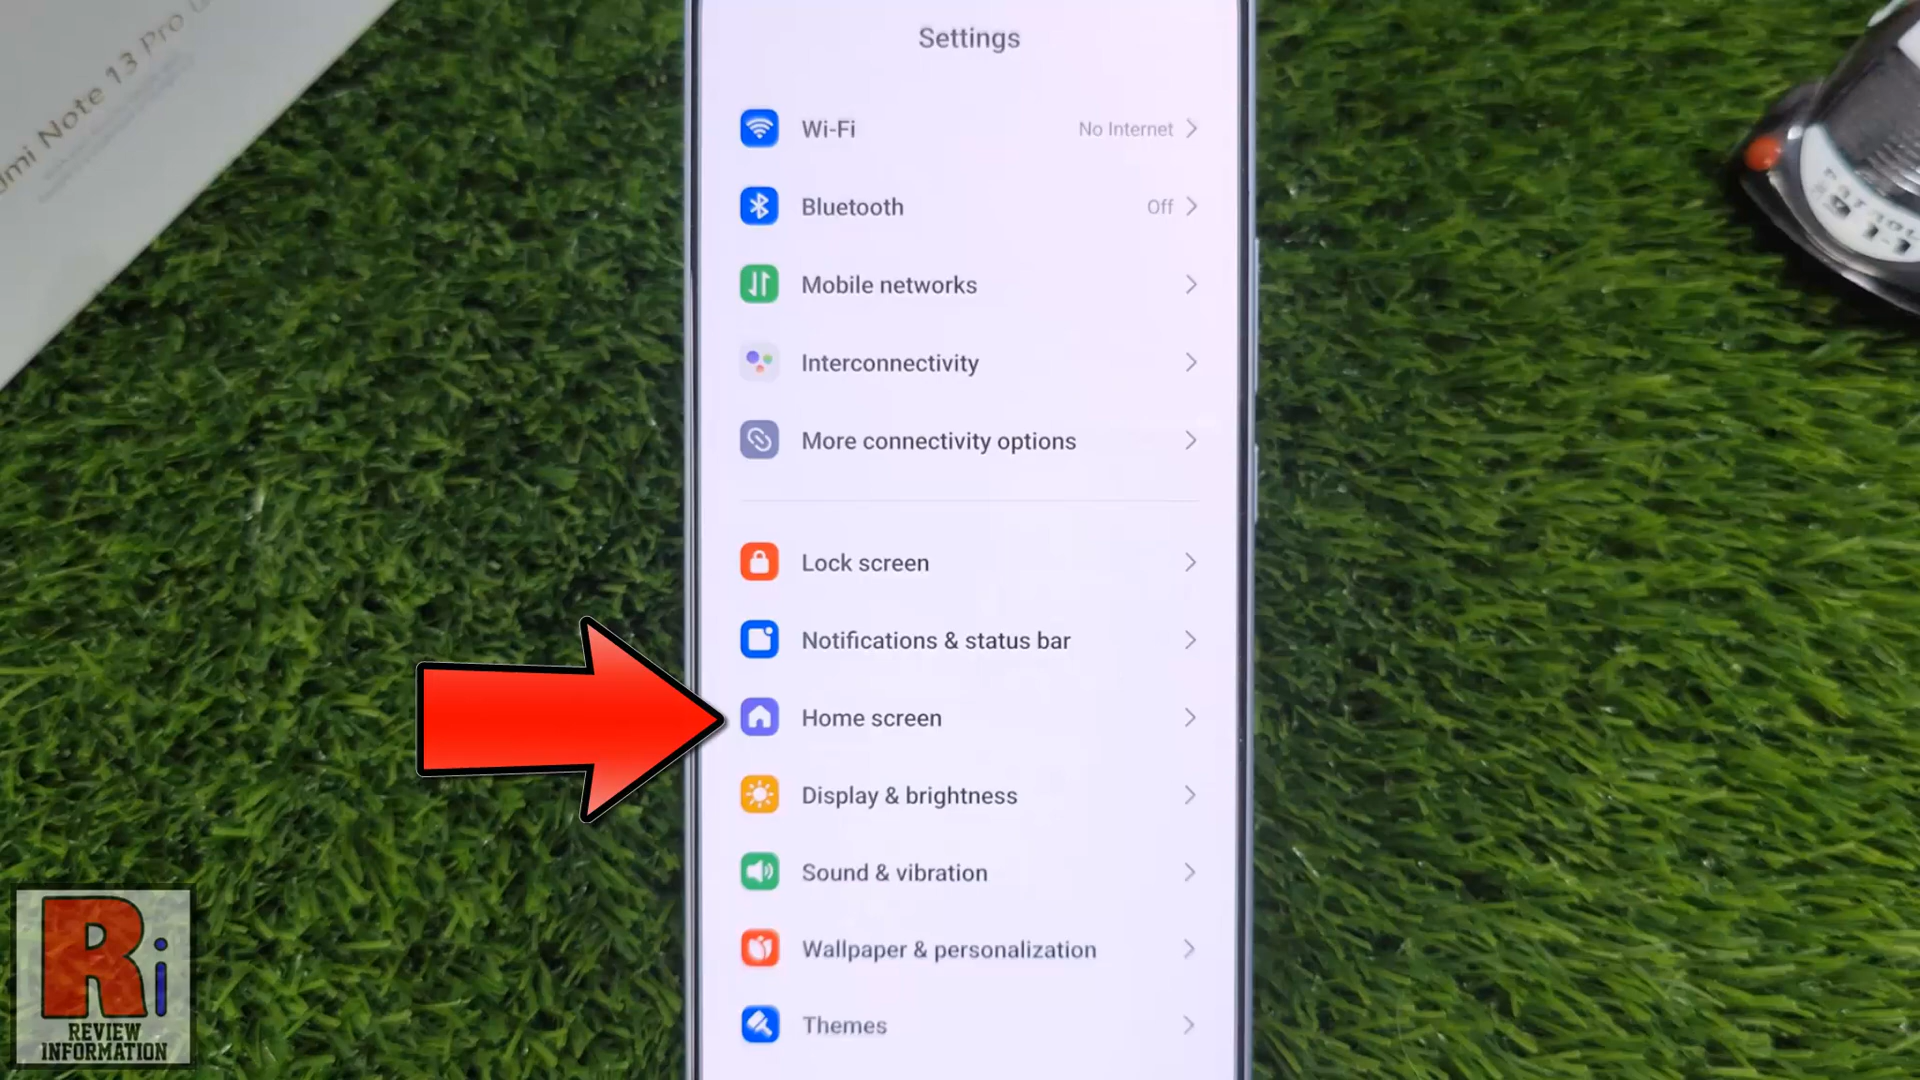 Note 13 Pro
Settings
Wi-Fi
No Internet
Bluetooth
Off
Mobile networks
Interconnectivity
More connectivity options
Lock screen
Notifications & status bar
Home screen
Display & brightness
Sound & vibration
Wallpaper & personalization
Themes
Ri
REVIEW
INFORMATION